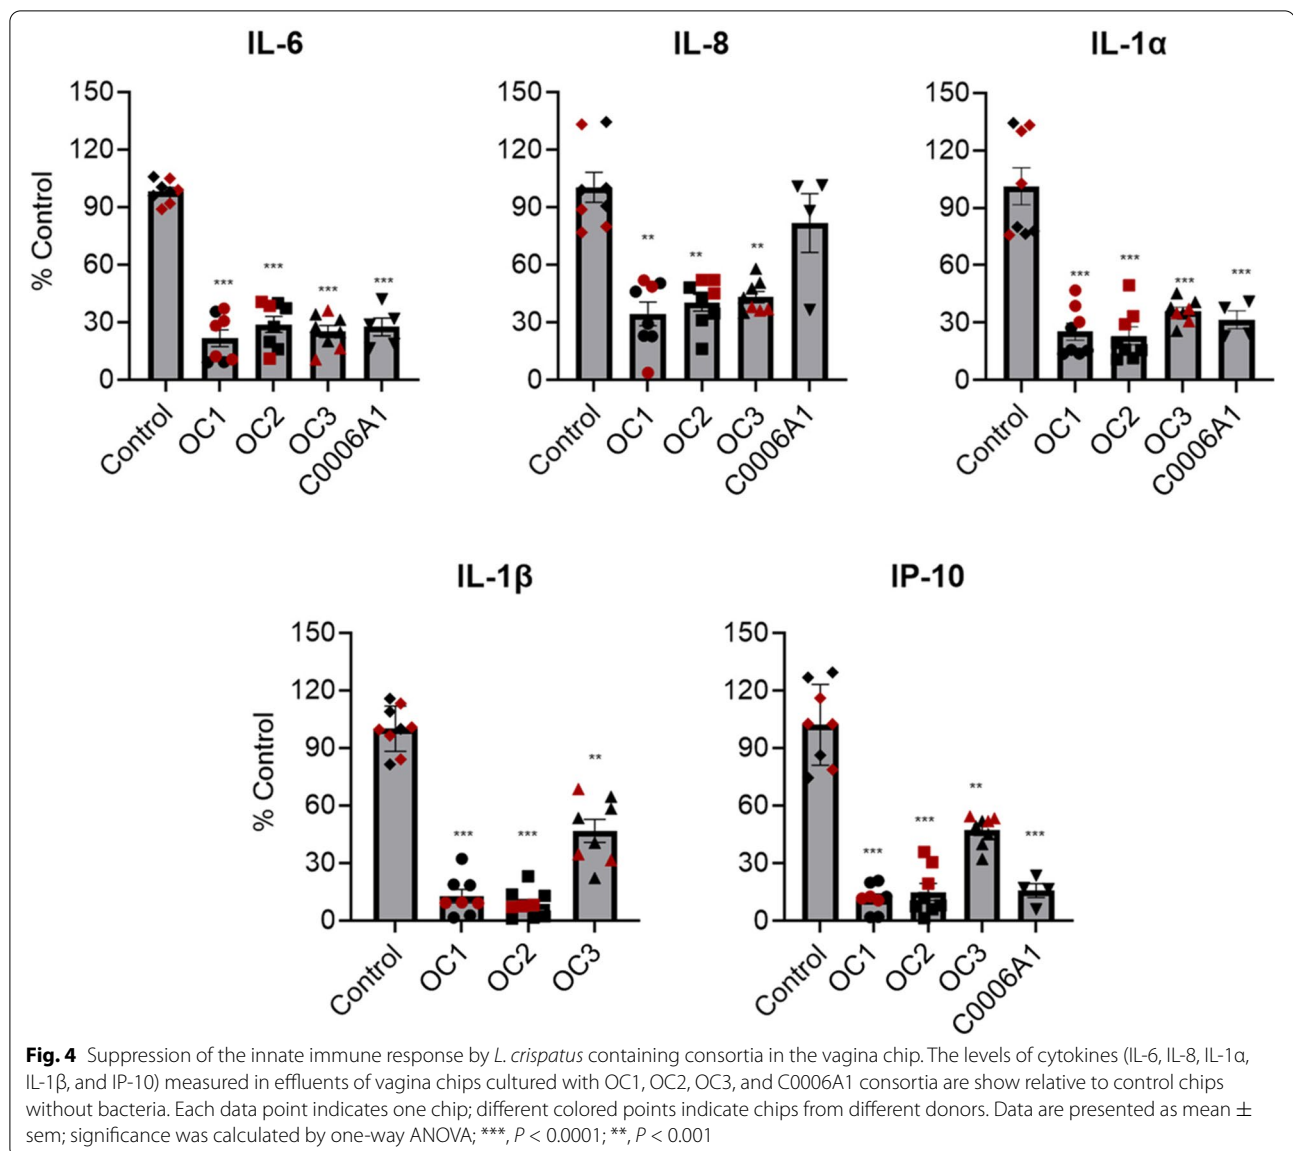 IL-6
IL-8
IL-1α
% Control
150
120
90
60
30
0
***
***
***
***
Control
OC1
OC2
OC3
C0006A1
150
120
90
60
30
0
**
**
**
Control
OC1
OC2
OC3
C0006A1
150
120
90
60
30
0
***
***
***
***
Control
OC1
OC2
OC3
C0006A1
IL-1β
IP-10
% Control
150
120
90
60
30
0
***
***
**
Control
OC1
OC2
OC3
150
120
90
60
30
0
***
***
**
***
Control
OC1
OC2
OC3
C0006A1
Fig. 4 Suppression of the innate immune response by L. crispatus containing consortia in the vagina chip. The levels of cytokines (IL-6, IL-8, IL-1α,
IL-1β, and IP-10) measured in effluents of vagina chips cultured with OC1, OC2, OC3, and C0006A1 consortia are show relative to control chips
without bacteria. Each data point indicates one chip; different colored points indicate chips from different donors. Data are presented as mean ±
sem; significance was calculated by one-way ANOVA; ***, P < 0.0001; **, P < 0.001